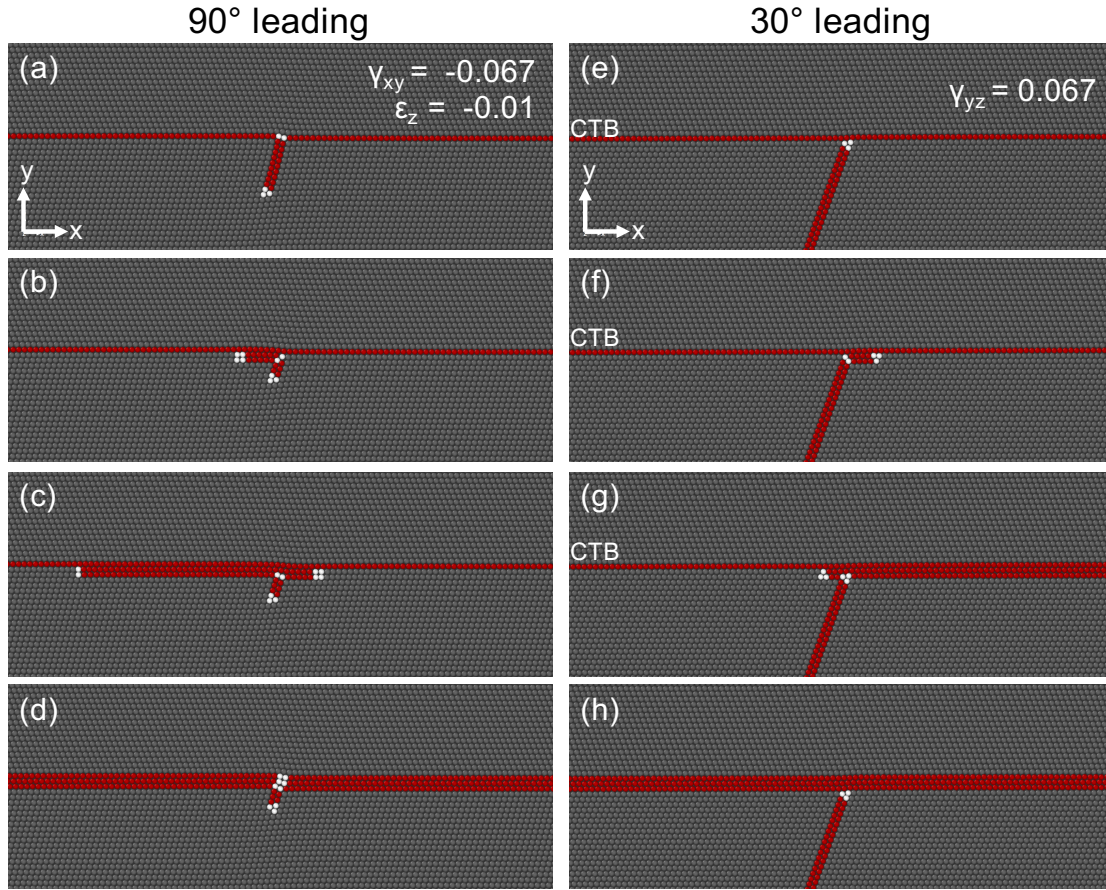 90° leading
30° leading
(a)
γxy = -0.067
εz = -0.01
y
x
(e)
γyz = 0.067
CTB
y
x
(b)
(f)
CTB
(c)
(g)
CTB
(d)
(h)